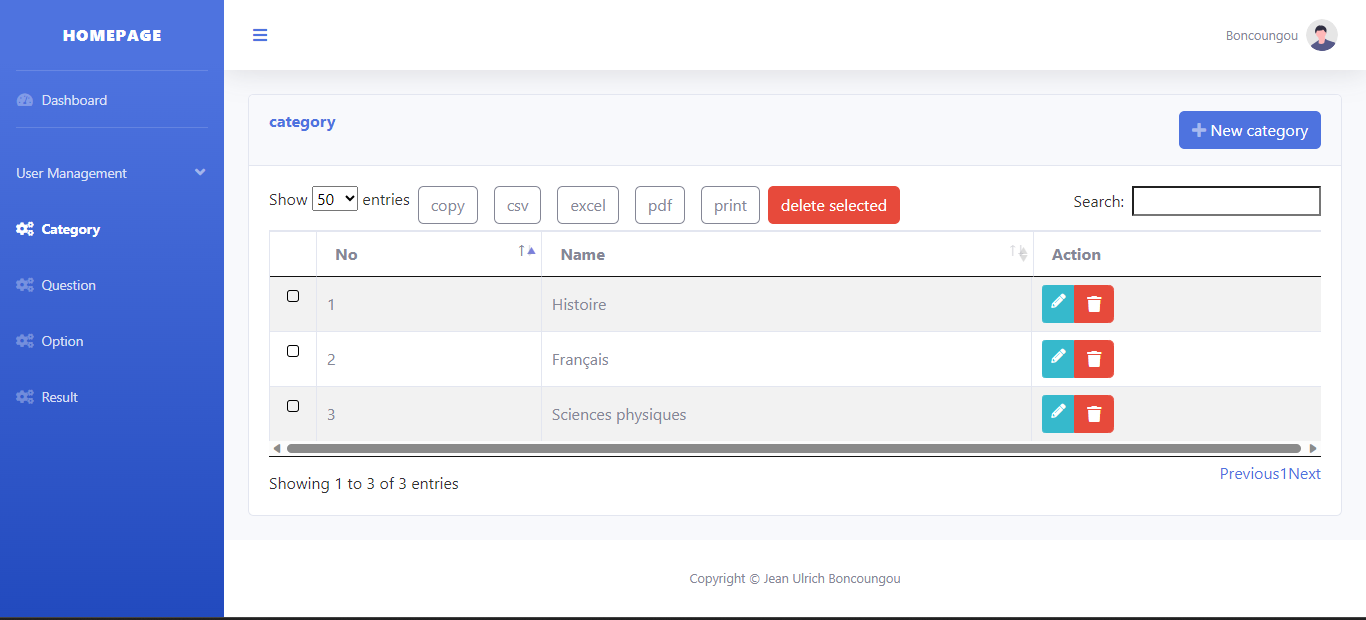 HOMEPAGE
Boncoungou
Dashboard
User Management
Category
Question
Option
Result
category
New category
Show 50 entries copy csv excel pdf print delete selected Search:
No Name Action
1 Histoire
2 Français
3 Sciences physiques
Showing 1 to 3 of 3 entries
Previous1Next
Copyright © Jean Ulrich Boncoungou